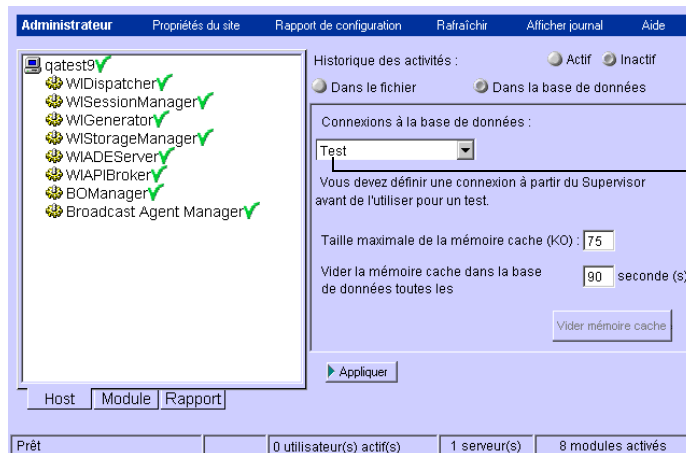 Administrateur Propriétés du site Rapport de configuration Rafraîchir Afficher journal Aide
qatest9
WIDispatcher
WISessionManager
WIGenerator
WIStorageManager
WIADEServer
WIAPIBroker
BOManager
Broadcast Agent Manager
Host Module Rapport
Historique des activités : Actif Inactif
Dans le fichier Dans la base de données
Connexions à la base de données :
Test
Vous devez définir une connexion à partir du Supervisor
avant de l'utiliser pour un test.
Taille maximale de la mémoire cache (KO) : 75
Vider la mémoire cache dans la base
de données toutes les 90 seconde (s)
Vider mémoire cache
Appliquer
Prêt 0 utilisateur(s) actif(s) 1 serveur(s) 8 modules activés